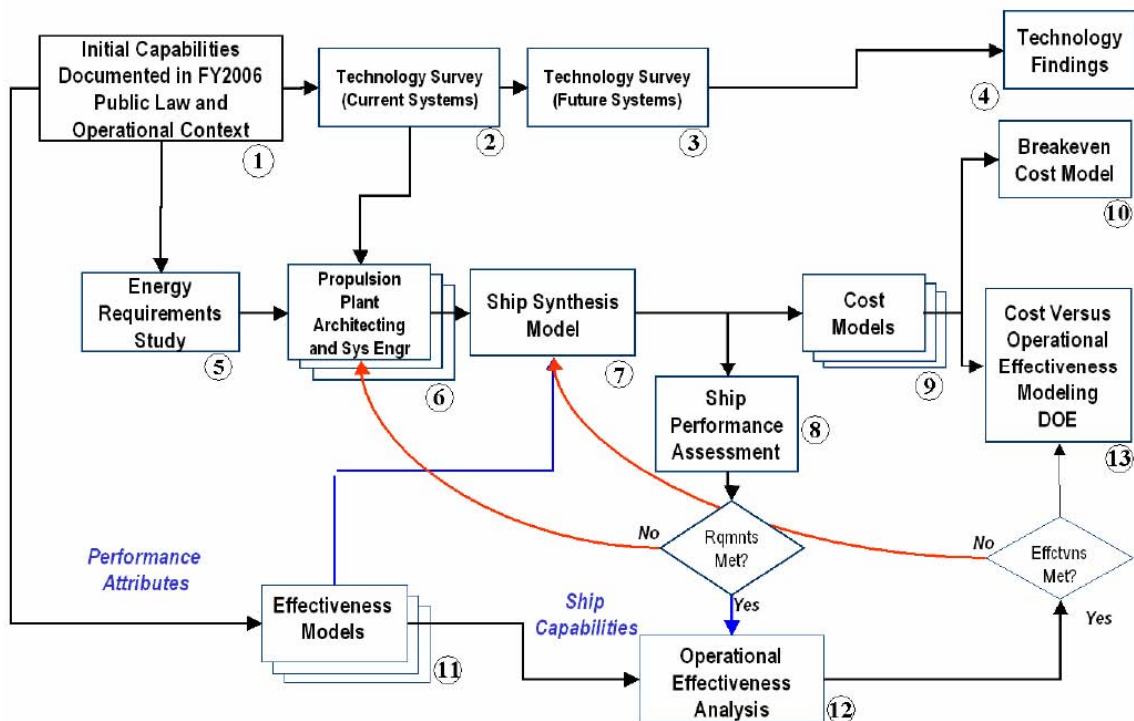 Initial Capabilities
Documented in FY2006
Public Law and
Operational Context
1
Technology Survey
(Current Systems)
2
Technology Survey
(Future Systems)
3
Technology
Findings
4
Breakeven
Cost Model
10
Energy
Requirements
Study
5
Propulsion
Plant
Architecting
and Sys Engr
6
Ship Synthesis
Model
7
Cost
Models
9
Cost Versus
Operational
Effectiveness
Modeling
DOE
13
Ship
Performance
Assessment
8
No
Rqmnts
Met?
Yes
No
Effctvns
Met?
Yes
Performance
Attributes
Effectiveness
Models
11
Ship
Capabilities
Operational
Effectiveness
Analysis
12